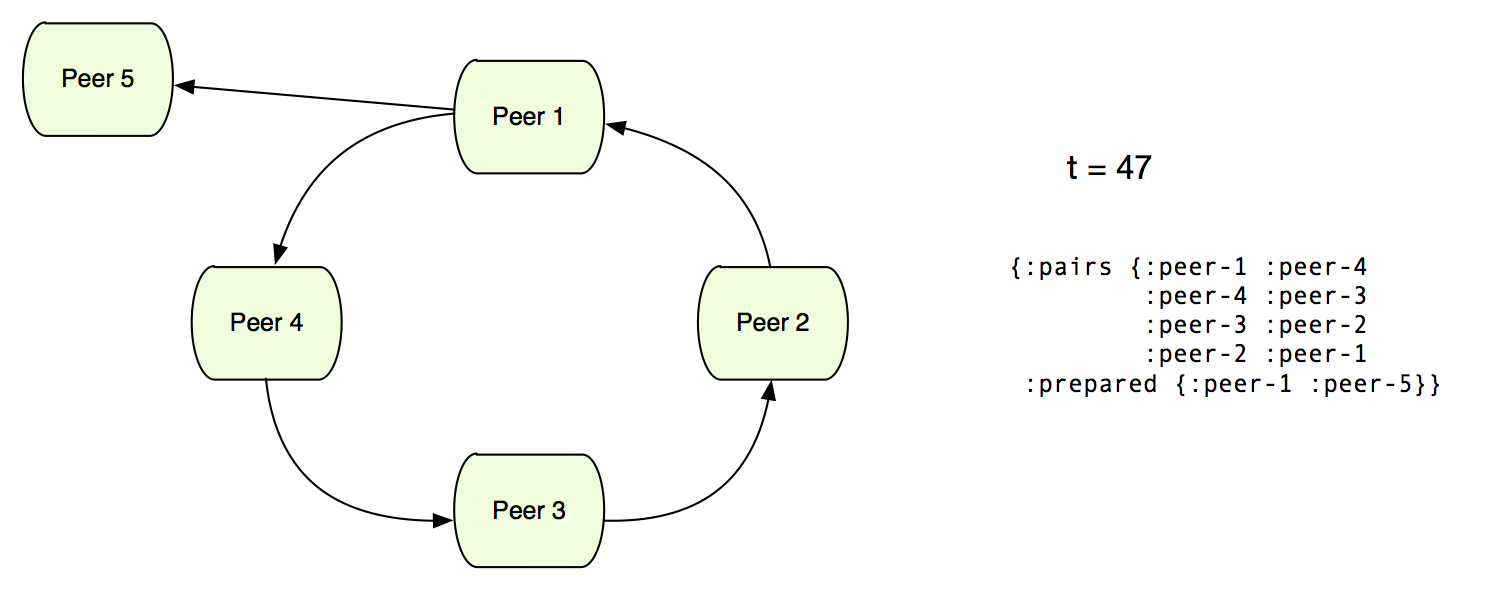 Peer 5
Peer 1
t = 47
{:pairs {:peer-1 :peer-4
:peer-4 :peer-3
:peer-3 :peer-2
:peer-2 :peer-1
:prepared {:peer-1 :peer-5}}
Peer 4
Peer 2
Peer 3